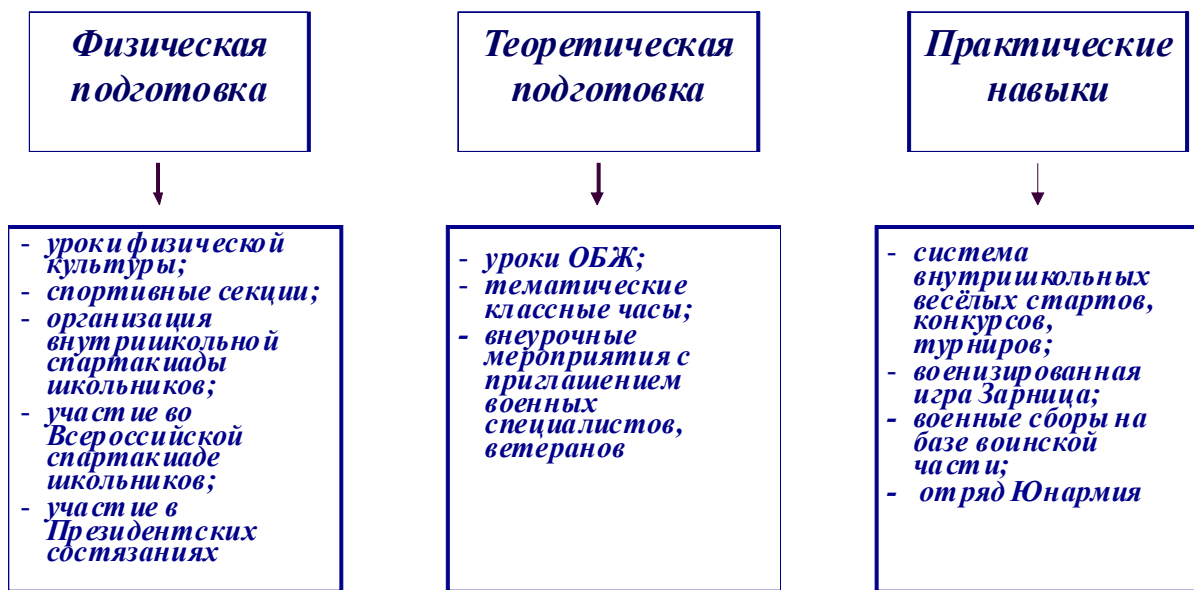 Физическая
подготовка
- уроки физической
культуры;
- спортивные секции;
- организация
внутришкольной
спартакиады
школьников;
- участие во
Всероссийской
спартакиаде
школьников;
- участие в
Президентских
состязаниях
Теоретическая
подготовка
- уроки ОБЖ;
- тематические
классные часы;
- внеурочные
мероприятия с
приглашением
военных
специалистов,
ветеранов
Практические
навыки
- система
внутришкольных
весёлых стартов,
конкурсов,
турниров;
- военизированная
игра Зарница;
- военные сборы на
базе воинской
части;
- отряд Юнармия